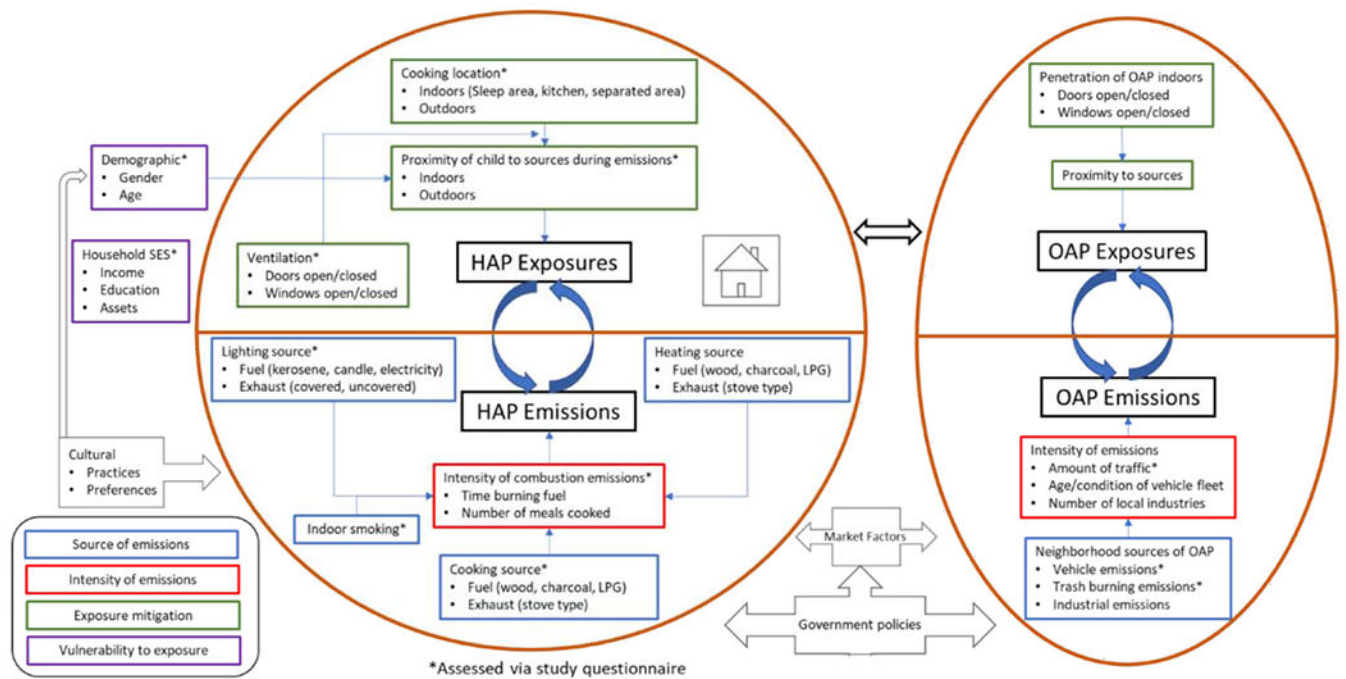 Cooking location*
• Indoors (Sleep area, kitchen, separated area)
• Outdoors
Penetration of OAP indoors
• Doors open/closed
• Windows open/closed
Demographic*
• Gender
• Age
Proximity of child to sources during emissions*
• Indoors
• Outdoors
Proximity to sources
Household SES*
• Income
• Education
• Assets
Ventilation*
• Doors open/closed
• Windows open/closed
HAP Exposures
OAP Exposures
Lighting source*
• Fuel (kerosene, candle, electricity)
• Exhaust (covered, uncovered)
Heating source
• Fuel (wood, charcoal, LPG)
• Exhaust (stove type)
HAP Emissions
OAP Emissions
Cultural
• Practices
• Preferences
Intensity of combustion emissions*
• Time burning fuel
• Number of meals cooked
Intensity of emissions
• Amount of traffic*
• Age/condition of vehicle fleet
• Number of local industries
Indoor smoking*
Market Factors
Cooking source*
• Fuel (wood, charcoal, LPG)
• Exhaust (stove type)
Neighborhood sources of OAP
• Vehicle emissions*
• Trash burning emissions*
• Industrial emissions
Government policies
Source of emissions
Intensity of emissions
Exposure mitigation
Vulnerability to exposure
*Assessed via study questionnaire